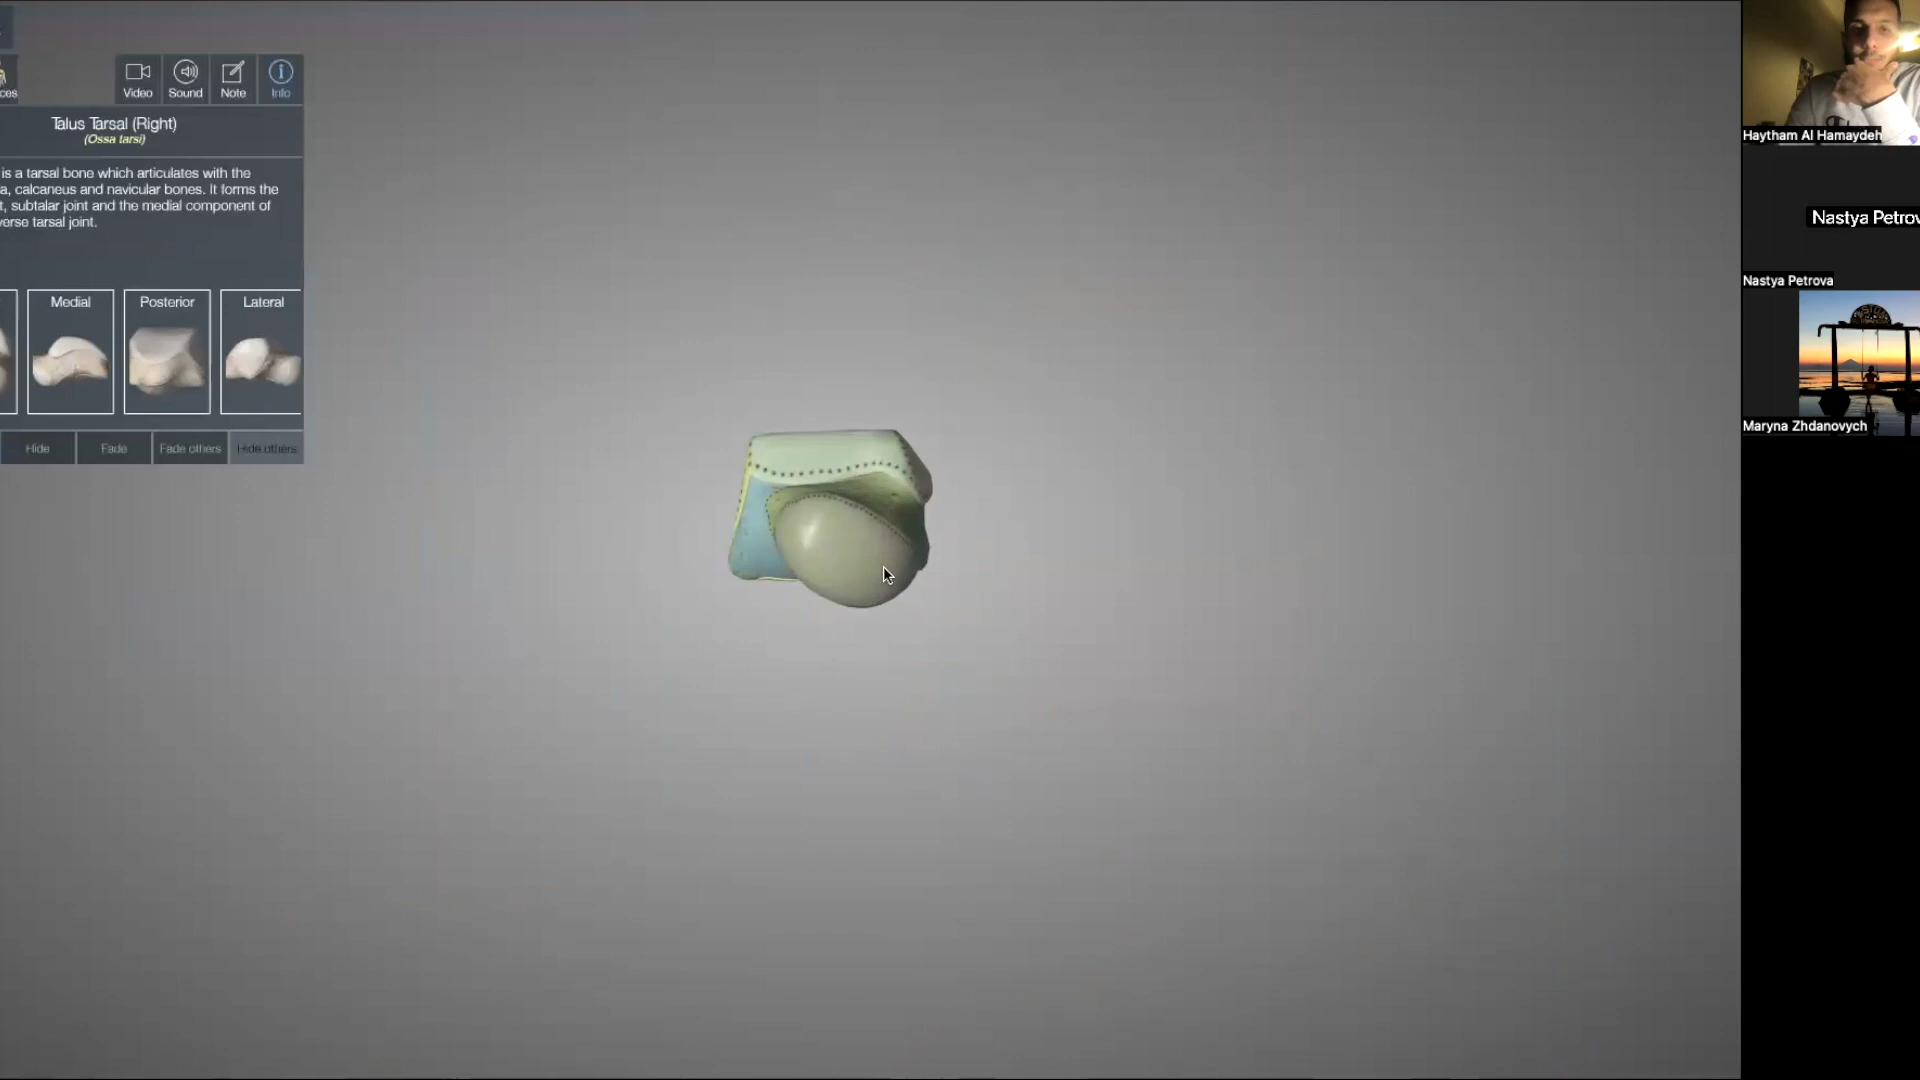 Video Sound Note Info
Talus Tarsal (Right)
(Ossa tarsi)
is a tarsal bone which articulates with the
a, calcaneus and navicular bones. It forms the
t, subtalar joint and the medial component of
verse tarsal joint.
Medial Posterior Lateral
Hide Fade Fade others Hide others
Haytham Al Hamaydeh
Nastya Petrov
Nastya Petrova
Maryna Zhdanovych